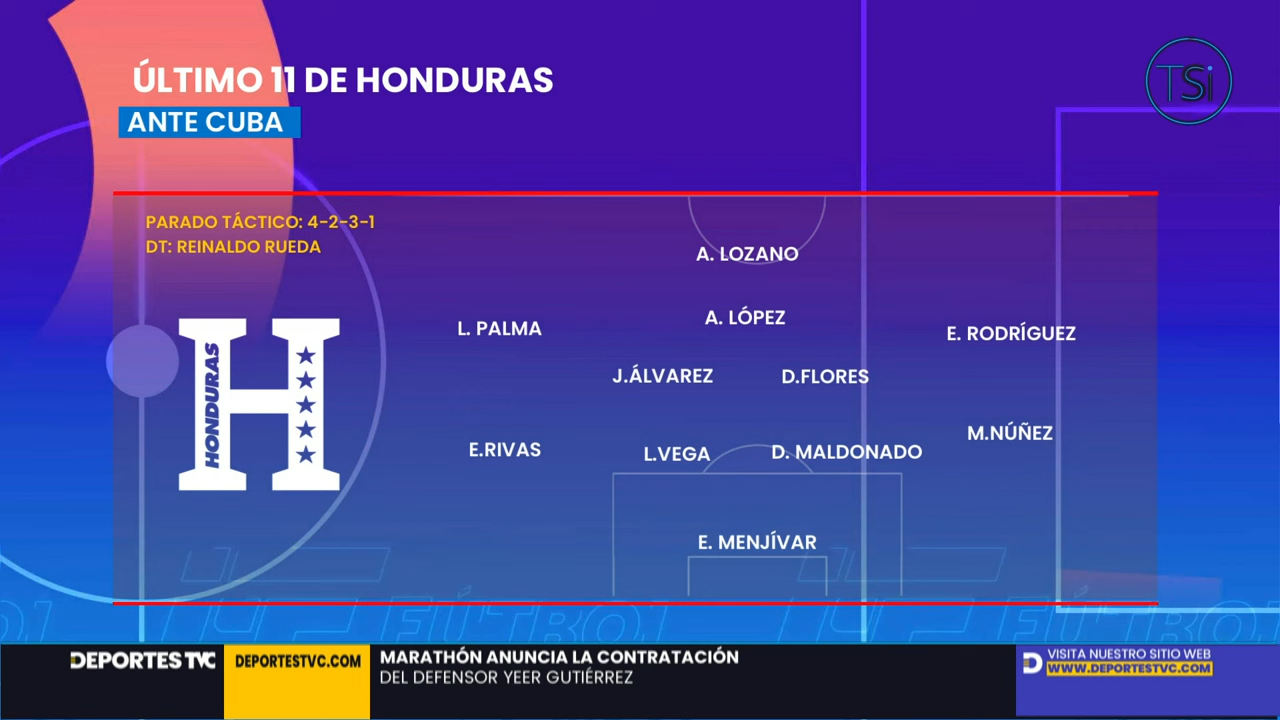 ÚLTIMO 11 DE HONDURAS
ANTE CUBA
TSi
PARADO TÁCTICO: 4-2-3-1
DT: REINALDO RUEDA
A. LOZANO
A. LÓPEZ
L. PALMA
E. RODRÍGUEZ
J.ÁLVAREZ
D.FLORES
M.NÚÑEZ
E.RIVAS
L.VEGA
D. MALDONADO
E. MENJÍVAR
H
HONDURAS
FÚTBOL
DEPORTES TVC
DEPORTESTVC.COM
MARATHÓN ANUNCIA LA CONTRATACIÓN
DEL DEFENSOR YEER GUTIÉRREZ
D
VISITA NUESTRO SITIO WEB
WWW.DEPORTESTVC.COM